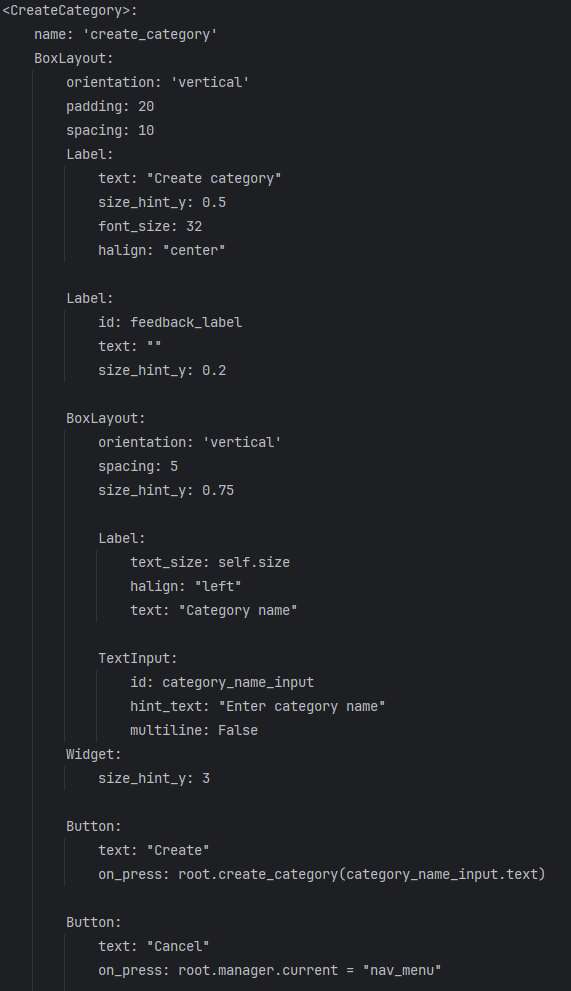 <CreateCategory>:
    name: 'create_category'
    BoxLayout:
        orientation: 'vertical'
        padding: 20
        spacing: 10
        Label:
            text: "Create category"
            size_hint_y: 0.5
            font_size: 32
            halign: "center"

        Label:
            id: feedback_label
            text: ""
            size_hint_y: 0.2

        BoxLayout:
            orientation: 'vertical'
            spacing: 5
            size_hint_y: 0.75

            Label:
                text_size: self.size
                halign: "left"
                text: "Category name"

            TextInput:
                id: category_name_input
                hint_text: "Enter category name"
                multiline: False
        Widget:
            size_hint_y: 3

        Button:
            text: "Create"
            on_press: root.create_category(category_name_input.text)

        Button:
            text: "Cancel"
            on_press: root.manager.current = "nav_menu"